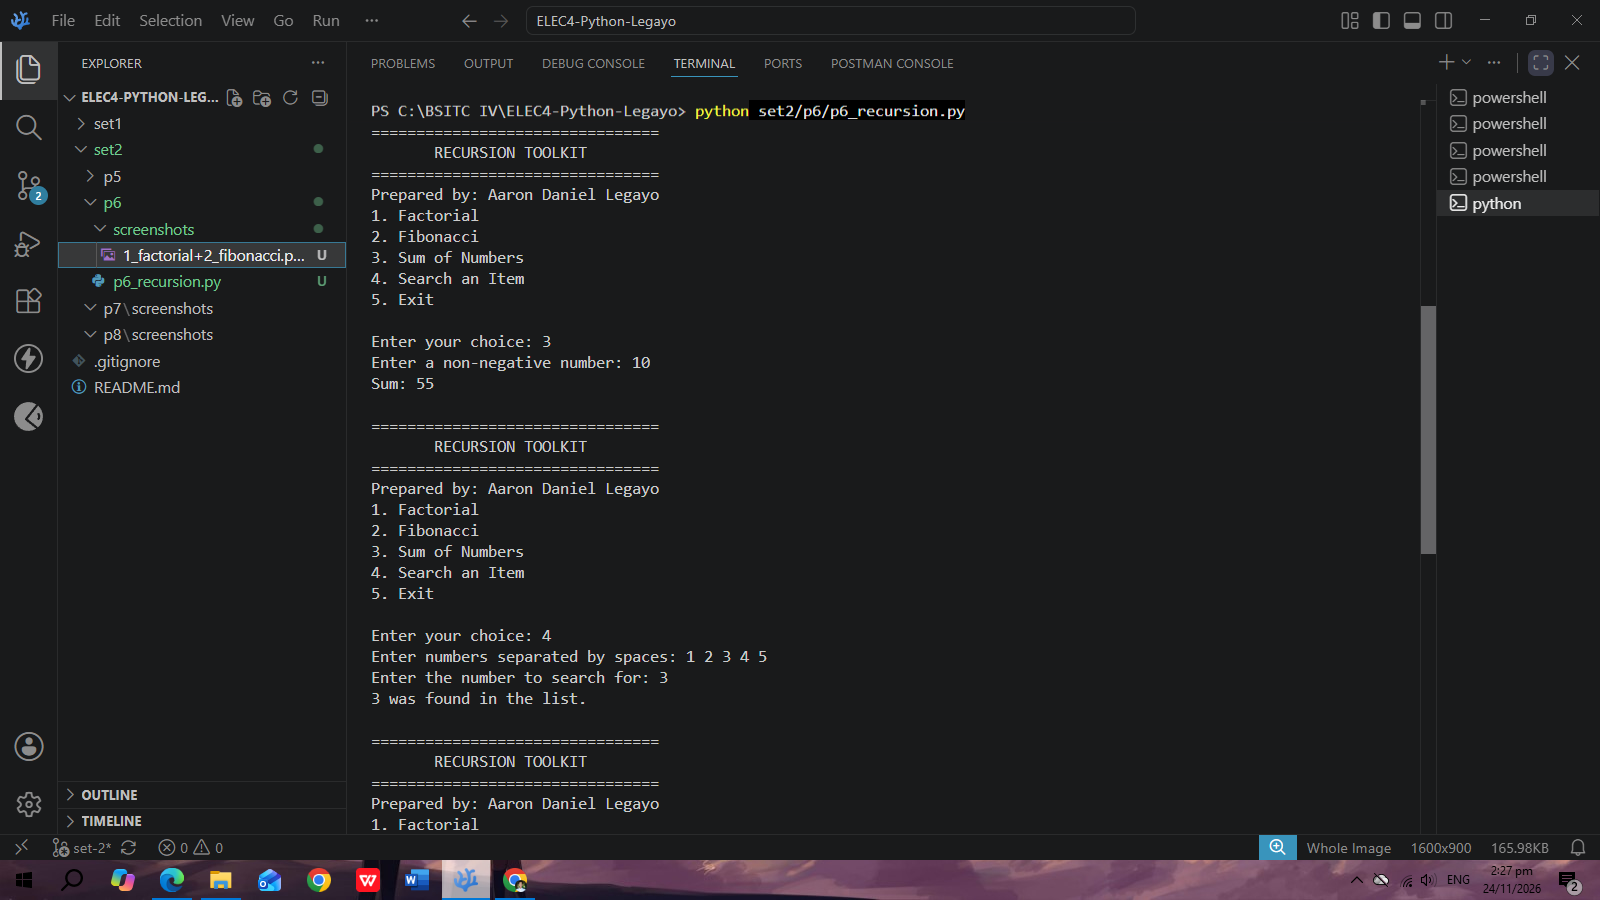 File Edit Selection View Go Run ···
ELEC4-Python-Legayo
EXPLORER
ELEC4-PYTHON-LEG...
set1
set2
p5
p6
screenshots
1_factorial+2_fibonacci.p... U
p6_recursion.py U
p7\screenshots
p8\screenshots
.gitignore
README.md
OUTLINE
TIMELINE
2
PROBLEMS OUTPUT DEBUG CONSOLE TERMINAL PORTS POSTMAN CONSOLE
PS C:\BSITC IV\ELEC4-Python-Legayo> python set2/p6/p6_recursion.py
================================
RECURSION TOOLKIT
================================
Prepared by: Aaron Daniel Legayo
1. Factorial
2. Fibonacci
3. Sum of Numbers
4. Search an Item
5. Exit
Enter your choice: 3
Enter a non-negative number: 10
Sum: 55
================================
RECURSION TOOLKIT
================================
Prepared by: Aaron Daniel Legayo
1. Factorial
2. Fibonacci
3. Sum of Numbers
4. Search an Item
5. Exit
Enter your choice: 4
Enter numbers separated by spaces: 1 2 3 4 5
Enter the number to search for: 3
3 was found in the list.
================================
RECURSION TOOLKIT
================================
Prepared by: Aaron Daniel Legayo
1. Factorial
powershell
powershell
powershell
powershell
python
set-2* 0 0 Whole Image 1600x900 165.98KB
ENG 2:27 pm
24/11/2026
2